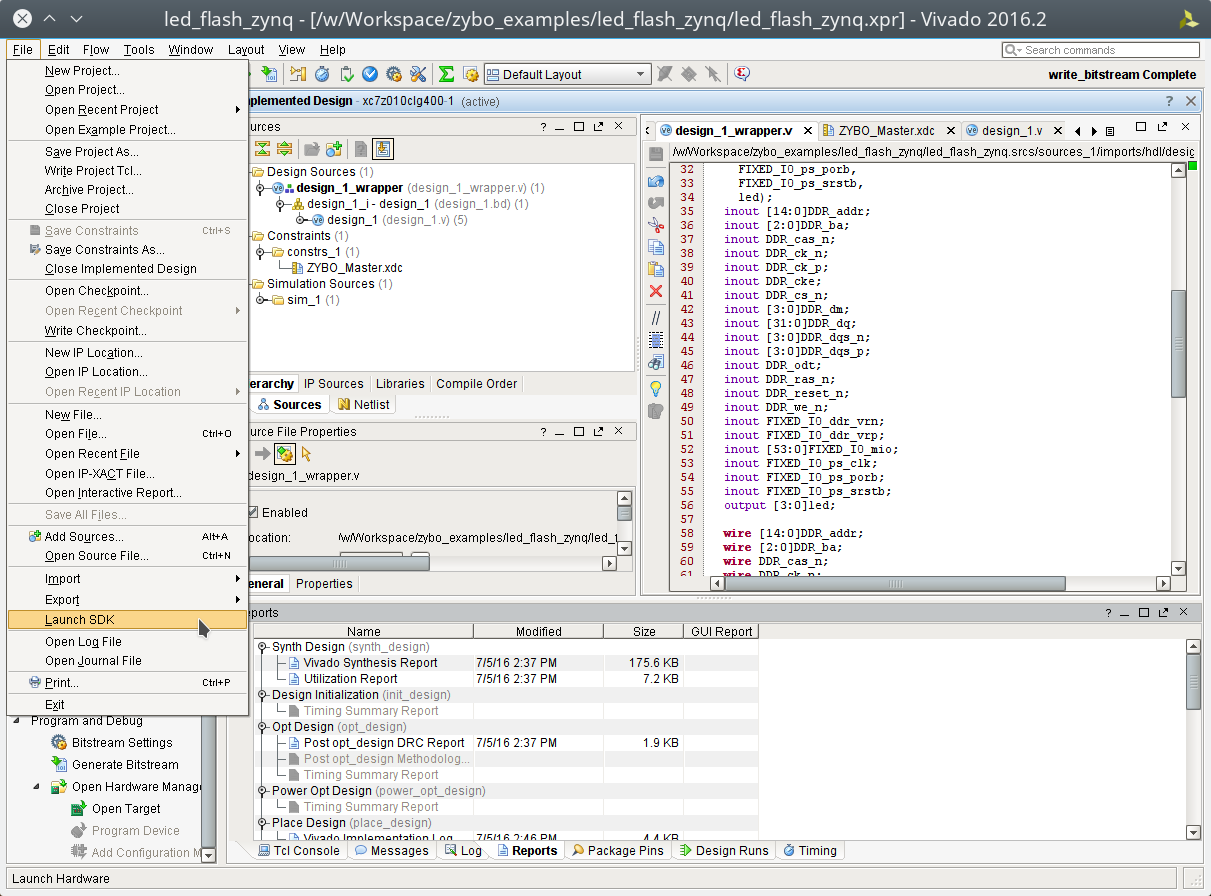 led_flash_zynq - [/w/Workspace/zybo_examples/led_flash_zynq/led_flash_zynq.xpr] - Vivado 2016.2
File Edit Flow Tools Window Layout View Help
Search commands
Default Layout
write_bitstream Complete
New Project...
Open Project...
Open Recent Project
Open Example Project...
Save Project As...
Write Project Tcl...
Archive Project...
Close Project
Save Constraints Ctrl+S
Save Constraints As...
Close Implemented Design
Open Checkpoint...
Open Recent Checkpoint
Write Checkpoint...
New IP Location...
Open IP Location...
Open Recent IP Location
New File...
Open File... Ctrl+O
Open Recent File
Open IP-XACT File...
Open Interactive Report...
Save All Files...
Add Sources... Alt+A
Open Source File... Ctrl+N
Import
Export
Launch SDK
Open Log File
Open Journal File
Print... Ctrl+P
Exit
Program and Debug
Bitstream Settings
Generate Bitstream
Open Hardware Manag
Open Target
Program Device
Add Configuration M
mplemented Design - xc7z010clg400-1 (active)
ources
Design Sources (1)
design_1_wrapper (design_1_wrapper.v) (1)
design_1_i - design_1 (design_1.bd) (1)
design_1 (design_1.v) (5)
Constraints (1)
constrs_1 (1)
ZYBO_Master.xdc
Simulation Sources (1)
sim_1 (1)
erarchy IP Sources Libraries Compile Order
Sources Netlist
urce File Properties
design_1_wrapper.v
Enabled
ocation: /w/Workspace/zybo_examples/led_flash_zynq/led_1
eneral Properties
design_1_wrapper.v ZYBO_Master.xdc design_1.v
/w/Workspace/zybo_examples/led_flash_zynq/led_flash_zynq.srcs/sources_1/imports/hdl/desig
32 FIXED_IO_ps_porb,
33 FIXED_IO_ps_srstb,
34 led);
35 inout [14:0]DDR_addr;
36 inout [2:0]DDR_ba;
37 inout DDR_cas_n;
38 inout DDR_ck_n;
39 inout DDR_ck_p;
40 inout DDR_cke;
41 inout DDR_cs_n;
42 inout [3:0]DDR_dm;
43 inout [31:0]DDR_dq;
44 inout [3:0]DDR_dqs_n;
45 inout [3:0]DDR_dqs_p;
46 inout DDR_odt;
47 inout DDR_ras_n;
48 inout DDR_reset_n;
49 inout DDR_we_n;
50 inout FIXED_IO_ddr_vrn;
51 inout FIXED_IO_ddr_vrp;
52 inout [53:0]FIXED_IO_mio;
53 inout FIXED_IO_ps_clk;
54 inout FIXED_IO_ps_porb;
55 inout FIXED_IO_ps_srstb;
56 output [3:0]led;
57
58 wire [14:0]DDR_addr;
59 wire [2:0]DDR_ba;
60 wire DDR_cas_n;
61 wire DDR_ck_n;
ports
Name Modified Size GUI Report
Synth Design (synth_design)
Vivado Synthesis Report 7/5/16 2:37 PM 175.6 KB
Utilization Report 7/5/16 2:37 PM 7.2 KB
Design Initialization (init_design)
Timing Summary Report
Opt Design (opt_design)
Post opt_design DRC Report 7/5/16 2:37 PM 1.9 KB
Post opt_design Methodolog...
Timing Summary Report
Power Opt Design (power_opt_design)
Timing Summary Report
Place Design (place_design)
Vivado Implementation Log 7/5/16 2:46 PM 4.4 KB
Tcl Console Messages Log Reports Package Pins Design Runs Timing
Launch Hardware